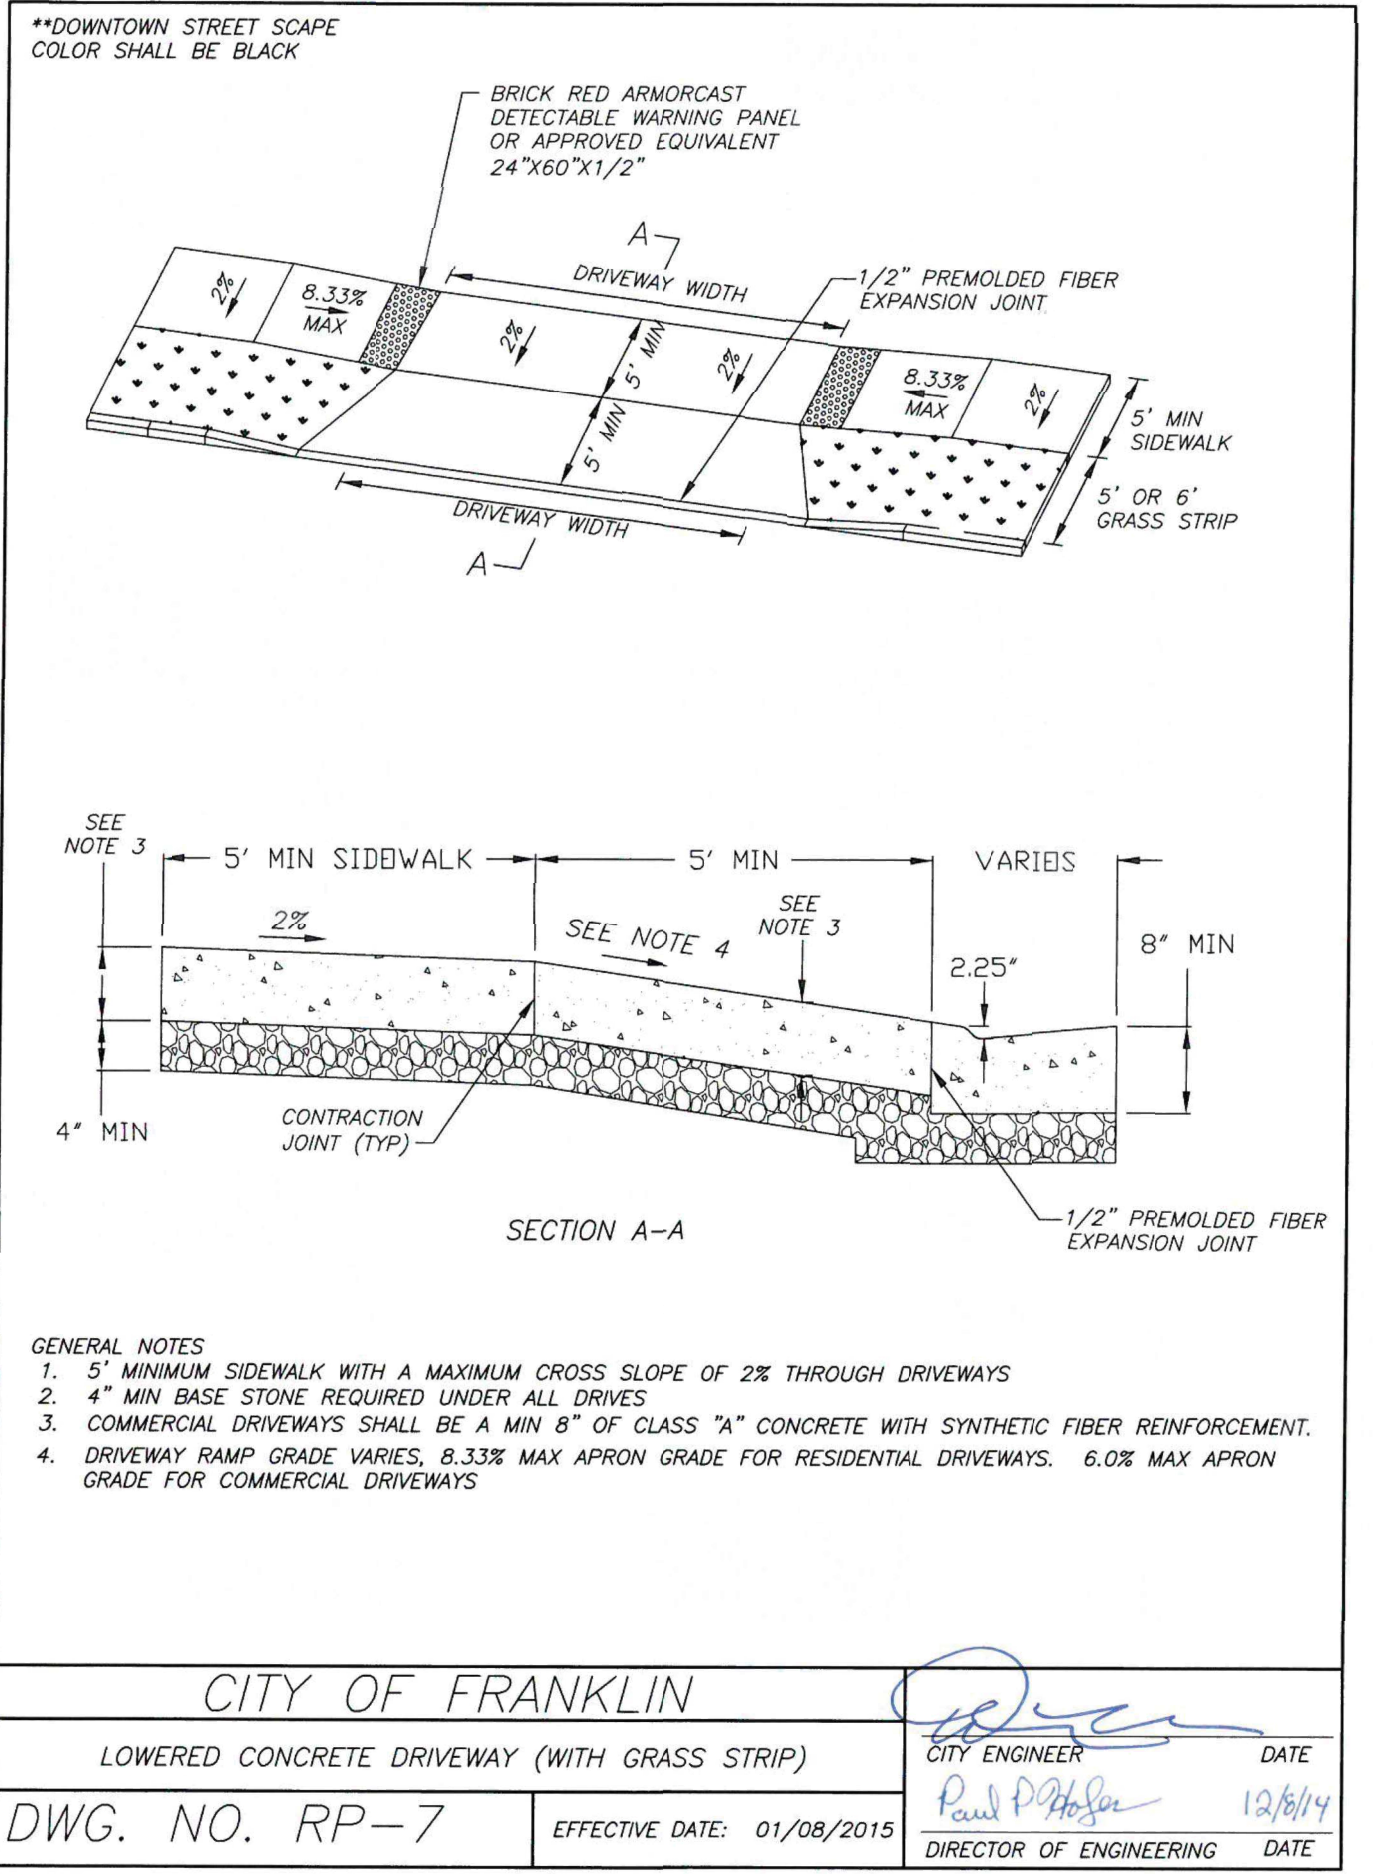 **DOWNTOWN STREET SCAPE
COLOR SHALL BE BLACK
BRICK RED ARMORCAST
DETECTABLE WARNING PANEL
OR APPROVED EQUIVALENT
24"X60"X1/2"
A
DRIVEWAY WIDTH
1/2" PREMOLDED FIBER
EXPANSION JOINT
2%
8.33%
MAX
2%
5' MIN
2%
8.33%
MAX
2%
5' MIN
SIDEWALK
5' MIN
5' OR 6'
GRASS STRIP
DRIVEWAY WIDTH
A
SEE
NOTE 3
5' MIN SIDEWALK
5' MIN
VARIES
2%
SEE NOTE 4
SEE
NOTE 3
2.25"
8" MIN
4" MIN
CONTRACTION
JOINT (TYP)
1/2" PREMOLDED FIBER
EXPANSION JOINT
SECTION A-A
GENERAL NOTES
1. 5' MINIMUM SIDEWALK WITH A MAXIMUM CROSS SLOPE OF 2% THROUGH DRIVEWAYS
2. 4" MIN BASE STONE REQUIRED UNDER ALL DRIVES
3. COMMERCIAL DRIVEWAYS SHALL BE A MIN 8" OF CLASS "A" CONCRETE WITH SYNTHETIC FIBER REINFORCEMENT.
4. DRIVEWAY RAMP GRADE VARIES, 8.33% MAX APRON GRADE FOR RESIDENTIAL DRIVEWAYS. 6.0% MAX APRON
GRADE FOR COMMERCIAL DRIVEWAYS
CITY OF FRANKLIN
LOWERED CONCRETE DRIVEWAY (WITH GRASS STRIP)
DWG. NO. RP-7
EFFECTIVE DATE: 01/08/2015
CITY ENGINEER DATE
Paul P Holzen 12/8/14
DIRECTOR OF ENGINEERING DATE